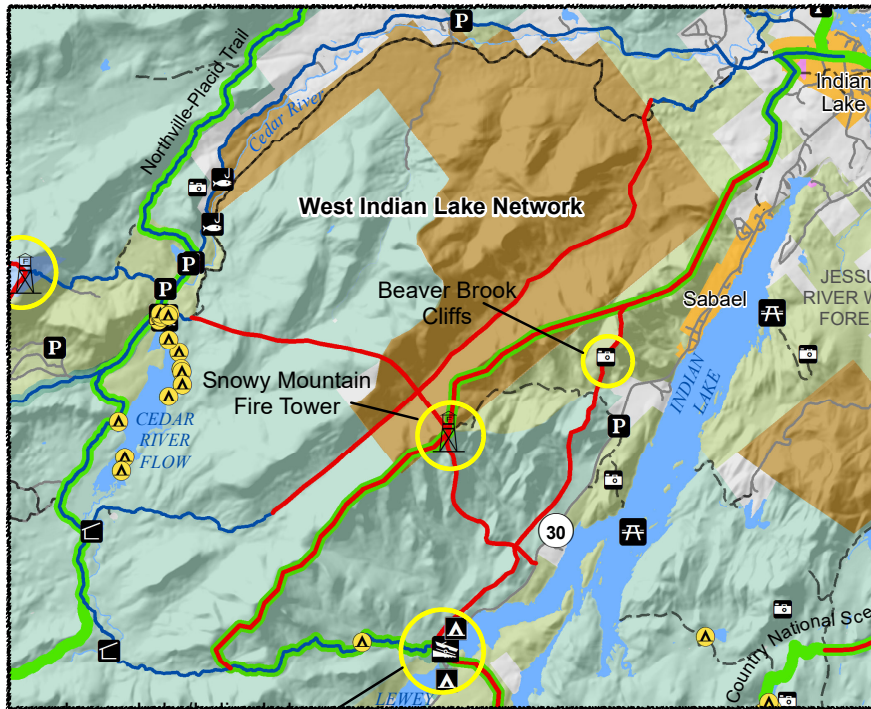 Northville-Placid Trail
Cedar River
P
P
P
P
P
F
West Indian Lake Network
Indian
Lake
Beaver Brook
Cliffs
Sabael
JESSU
RIVER W
FORE
Snowy Mountain
Fire Tower
INDIAN
LAKE
CEDAR
RIVER
FLOW
30
Country National Sce
LEWEY